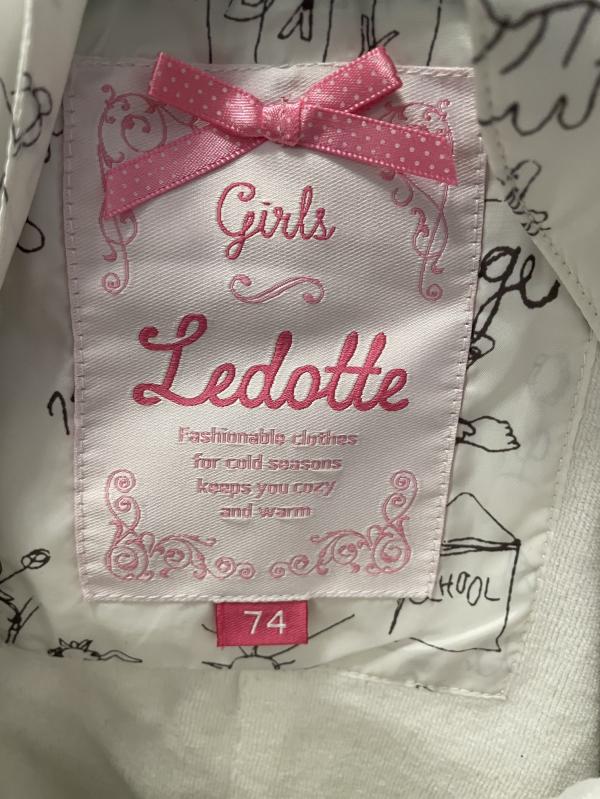 Girls
Ledotte
Fashionable clothes
for cold seasons
keeps you cozy
and warm
74